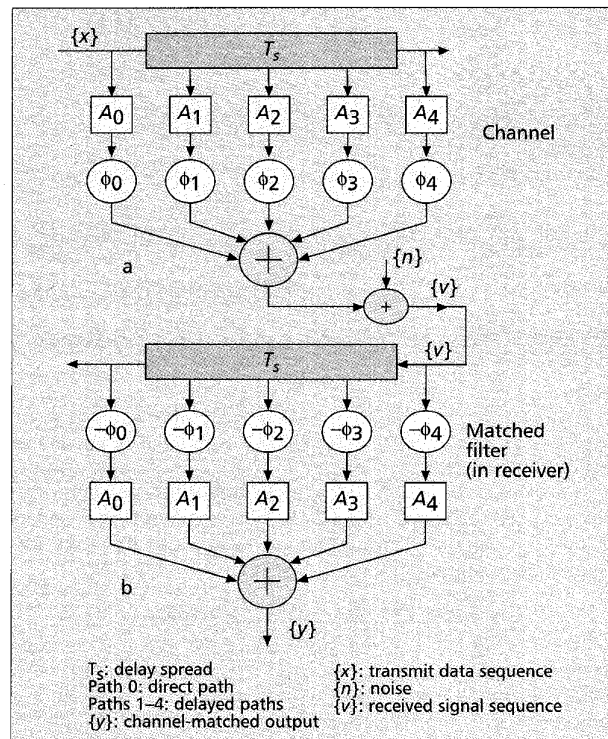 {x}
T_s
A_0 A_1 A_2 A_3 A_4
Channel
ϕ_0 ϕ_1 ϕ_2 ϕ_3 ϕ_4
+
a
{n}
+
{v}
{v}
T_s
−ϕ_0 −ϕ_1 −ϕ_2 −ϕ_3 −ϕ_4
Matched
filter
(in receiver)
A_0 A_1 A_2 A_3 A_4
+
b
{y}
T_s: delay spread
Path 0: direct path
Paths 1–4: delayed paths
{y}: channel-matched output
{x}: transmit data sequence
{n}: noise
{v}: received signal sequence